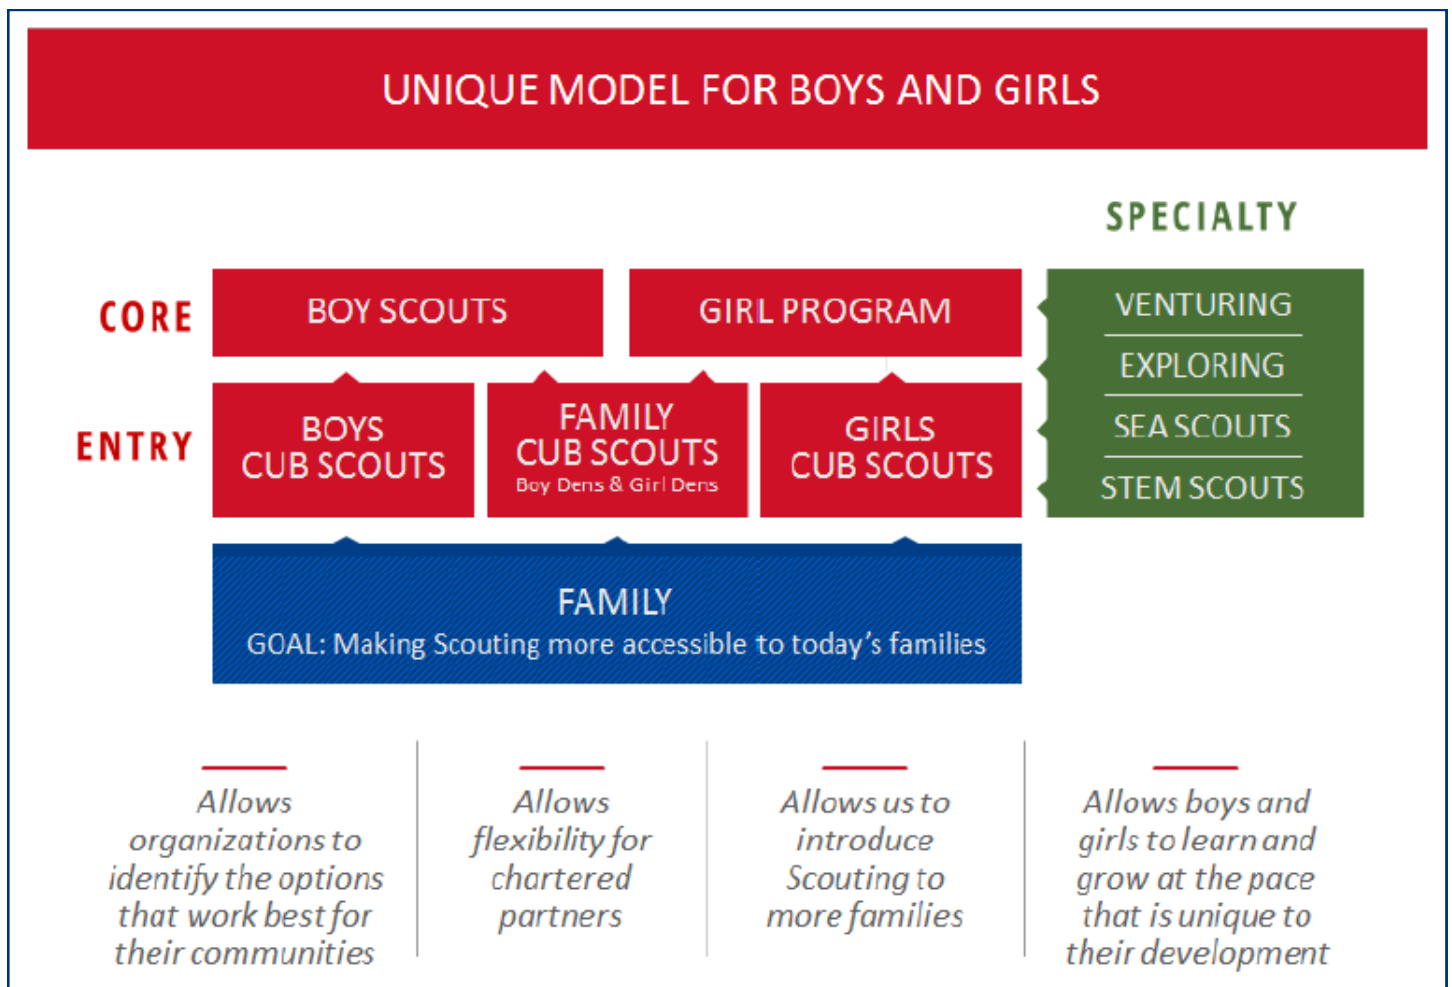 UNIQUE MODEL FOR BOYS AND GIRLS
SPECIALTY
CORE
BOY SCOUTS
GIRL PROGRAM
VENTURING
EXPLORING
SEA SCOUTS
STEM SCOUTS
ENTRY
BOYS
CUB SCOUTS
FAMILY
CUB SCOUTS
Boy Dens & Girl Dens
GIRLS
CUB SCOUTS
FAMILY
GOAL: Making Scouting more accessible to today's families
Allows
organizations to
identify the options
that work best for
their communities
Allows
flexibility for
chartered
partners
Allows us to
introduce
Scouting to
more families
Allows boys and
girls to learn and
grow at the pace
that is unique to
their development